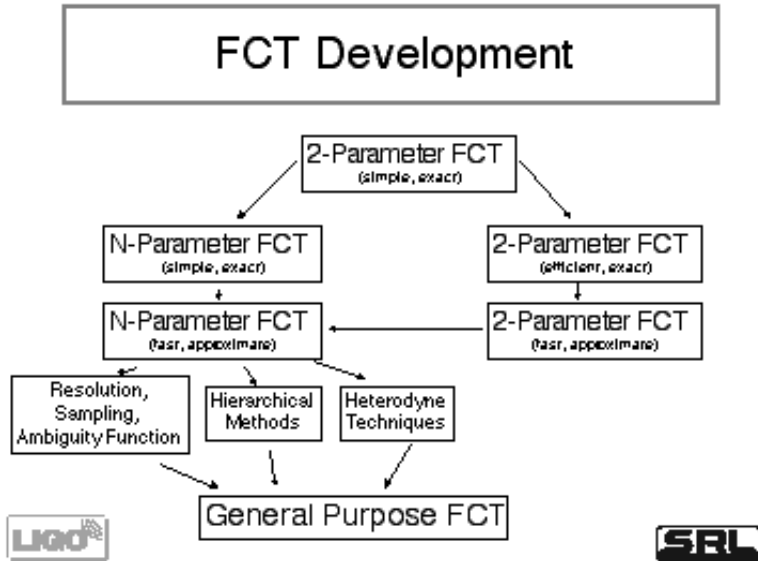 FCT Development
2-Parameter FCT
(simple, exact)
N-Parameter FCT
(simple, exact)
2-Parameter FCT
(efficient, exact)
N-Parameter FCT
(fast, approximate)
2-Parameter FCT
(fast, approximate)
Resolution,
Sampling,
Ambiguity Function
Hierarchical
Methods
Heterodyne
Techniques
General Purpose FCT
LIGO
SRL